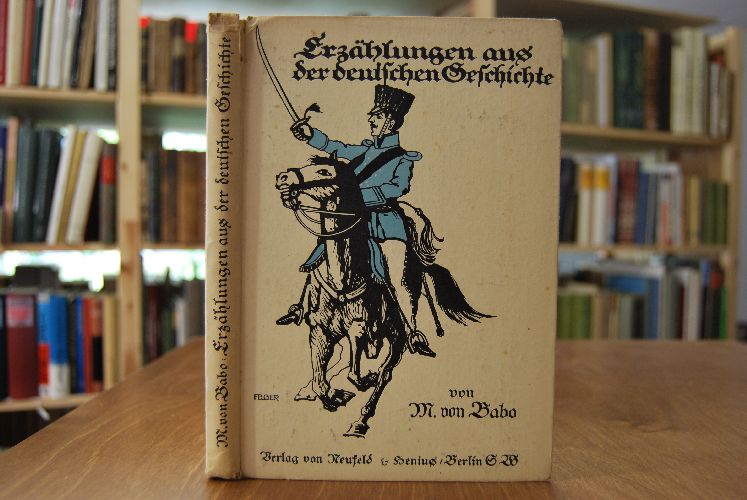 M. von Babo / Erzählungen aus der deutschen Geschichte
Erzählungen aus
der deutschen Geschichte
FELGER
von
M. von Babo
Verlag von Neufeld & Henius / Berlin SW